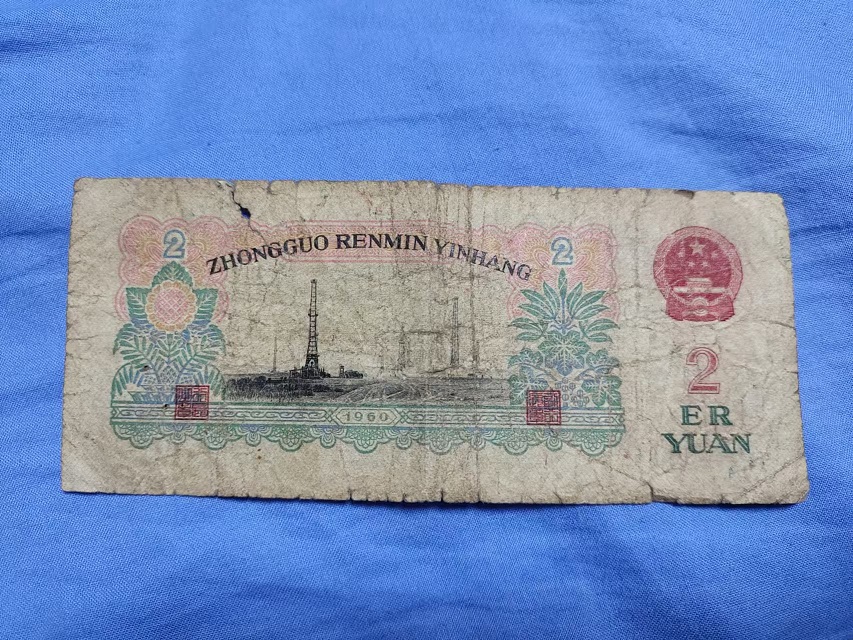 2
2
ZHONGGUO RENMIN YINHANG
1960
2
ER
YUAN